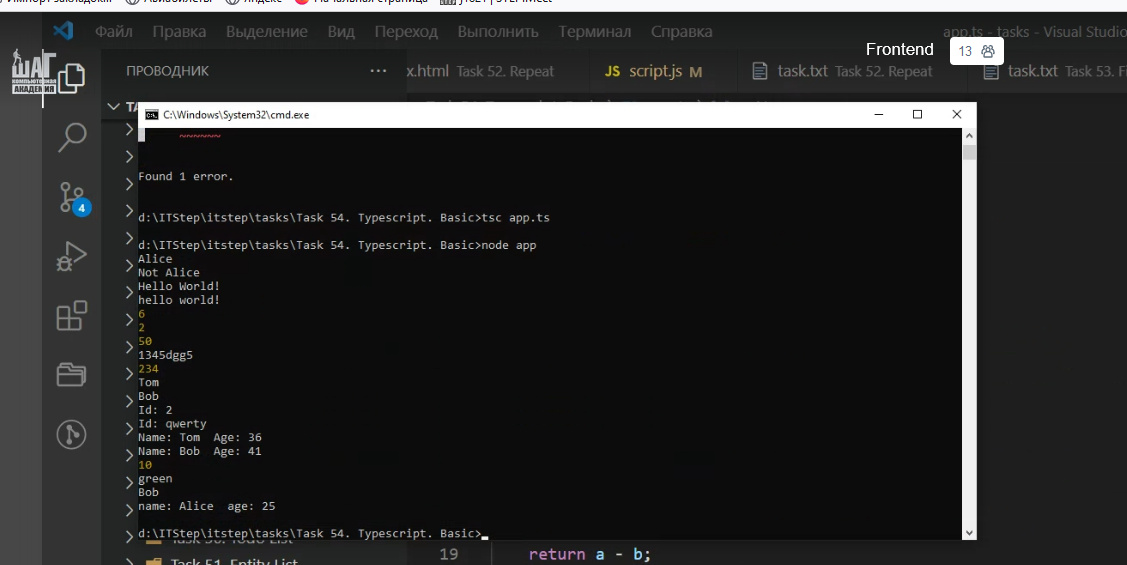 Файл Правка Выделение Вид Переход Выполнить Терминал Справка app.ts - tasks - Visual Studio
Frontend 13
ШАГ
КОМПЬЮТЕРНАЯ
АКАДЕМИЯ
ПРОВОДНИК ··· x.html Task 52. Repeat JS script.js M task.txt Task 52. Repeat task.txt Task 53. Fi
C:\Windows\System32\cmd.exe
Found 1 error.
d:\ITStep\itstep\tasks\Task 54. Typescript. Basic>tsc app.ts
d:\ITStep\itstep\tasks\Task 54. Typescript. Basic>node app
Alice
Not Alice
Hello World!
hello world!
6
2
50
1345dgg5
234
Tom
Bob
Id: 2
Id: qwerty
Name: Tom  Age: 36
Name: Bob  Age: 41
10
green
Bob
name: Alice  age: 25
d:\ITStep\itstep\tasks\Task 54. Typescript. Basic>
4
Task 51. Entity List
19 return a - b;